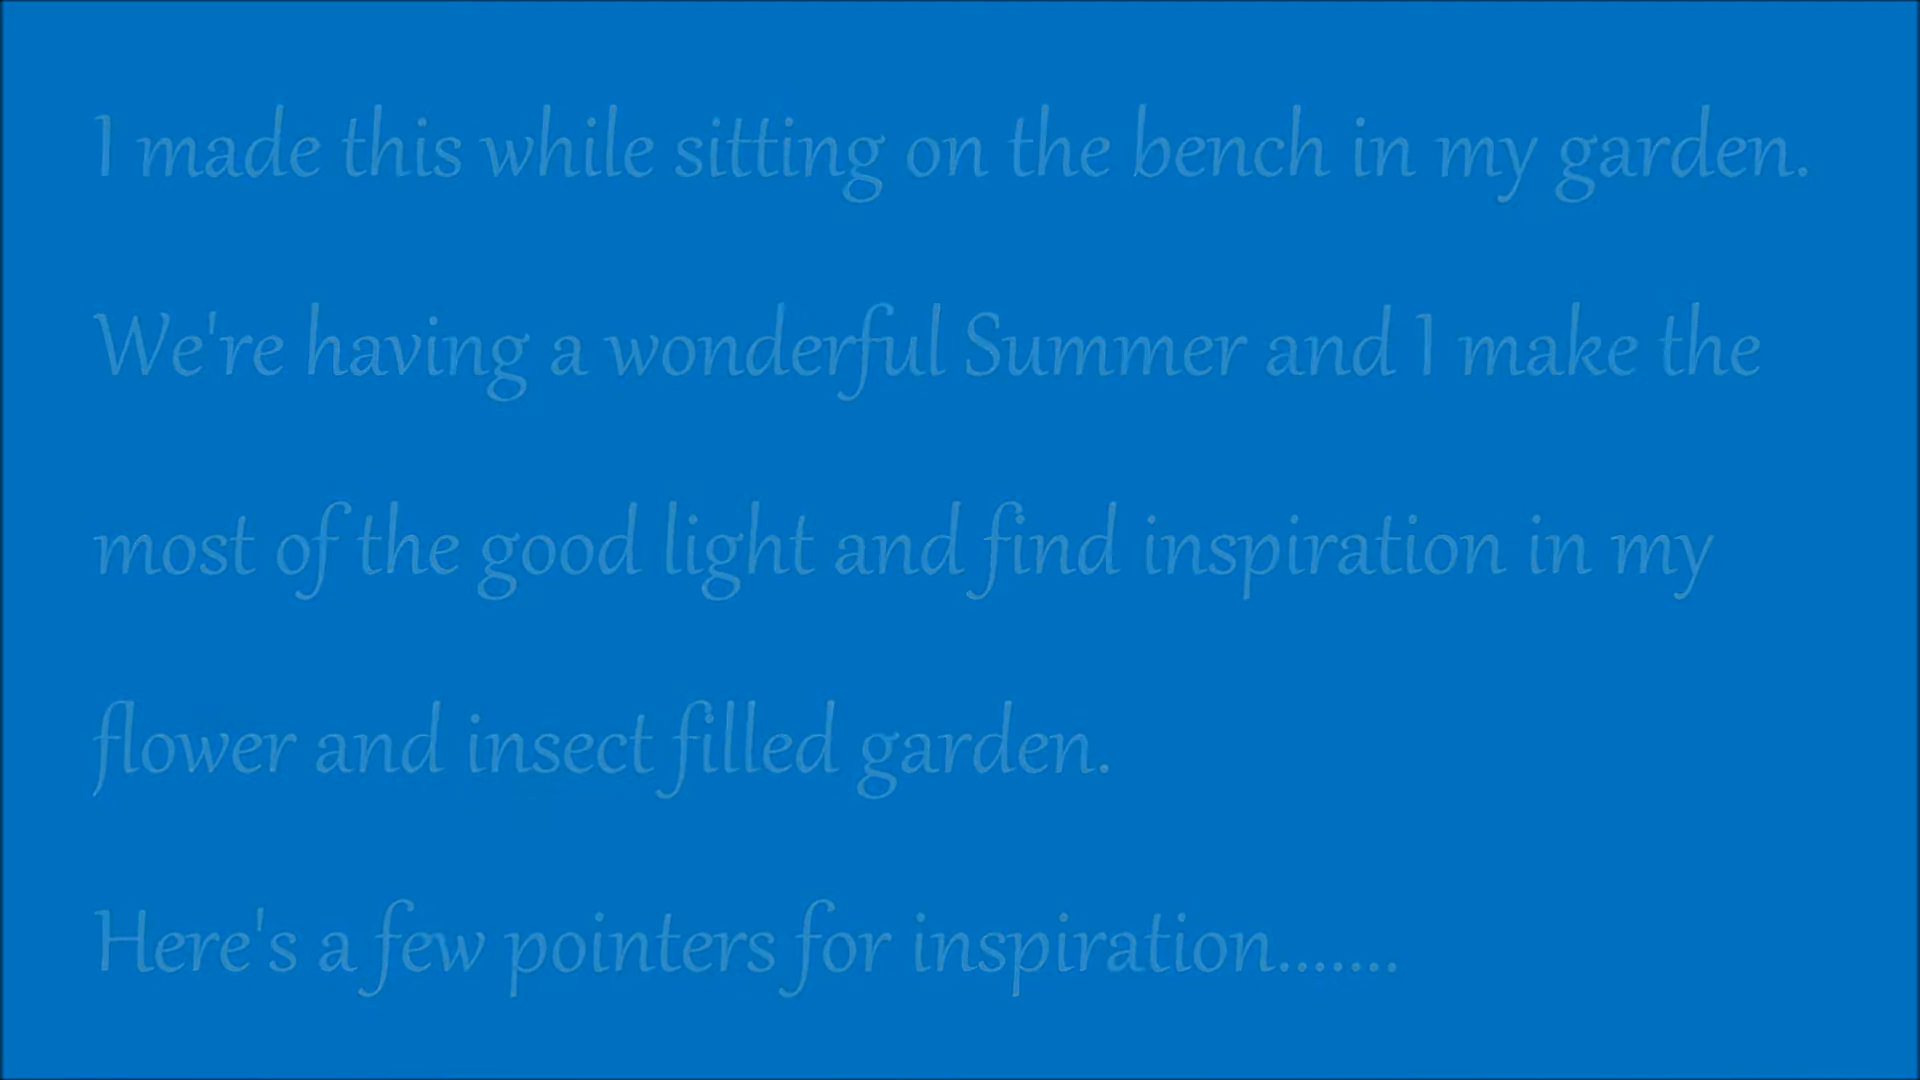 I made this while sitting on the bench in my garden.
We're having a wonderful Summer and I make the
most of the good light and find inspiration in my
flower and insect filled garden.
Here's a few pointers for inspiration.......